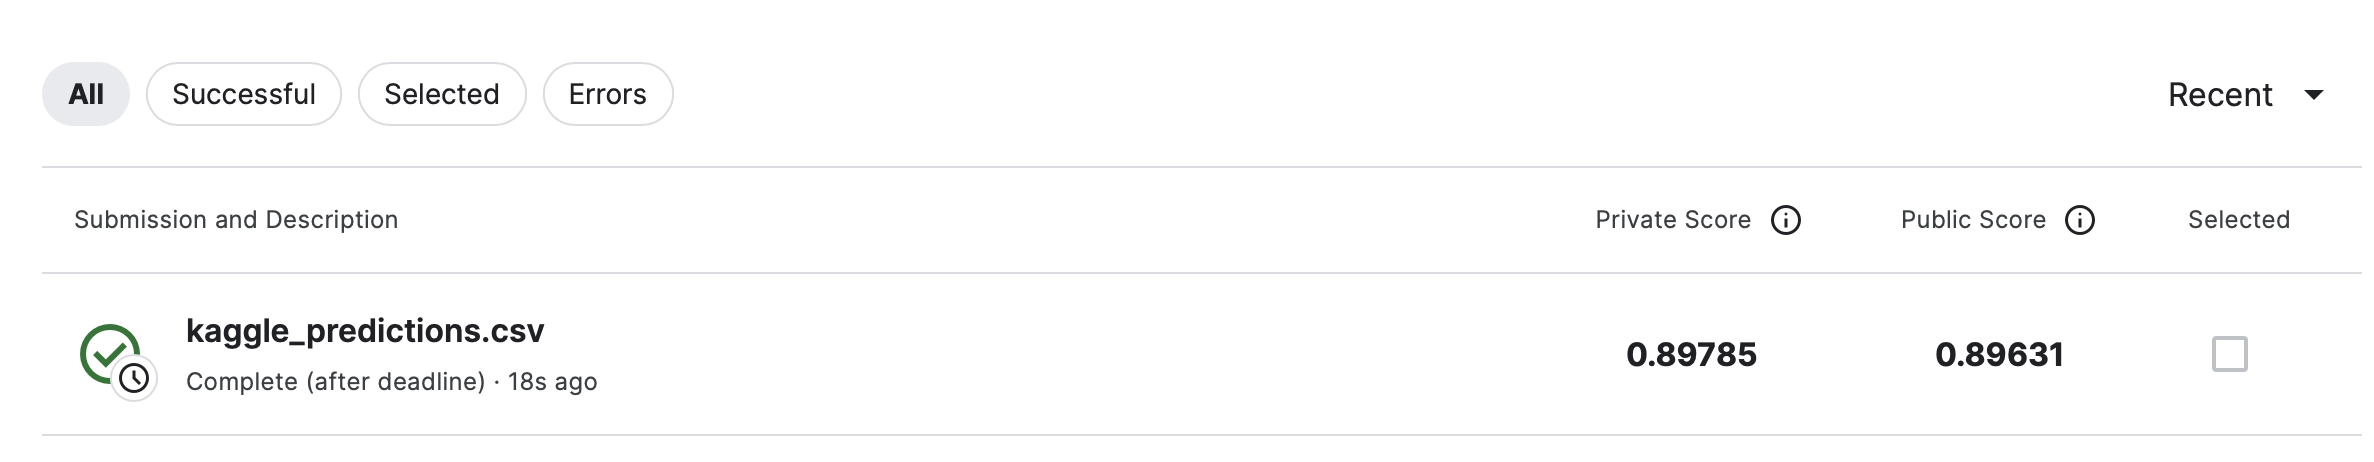 All Successful Selected Errors Recent
Submission and Description Private Score Public Score Selected
kaggle_predictions.csv 0.89785 0.89631
Complete (after deadline) · 18s ago